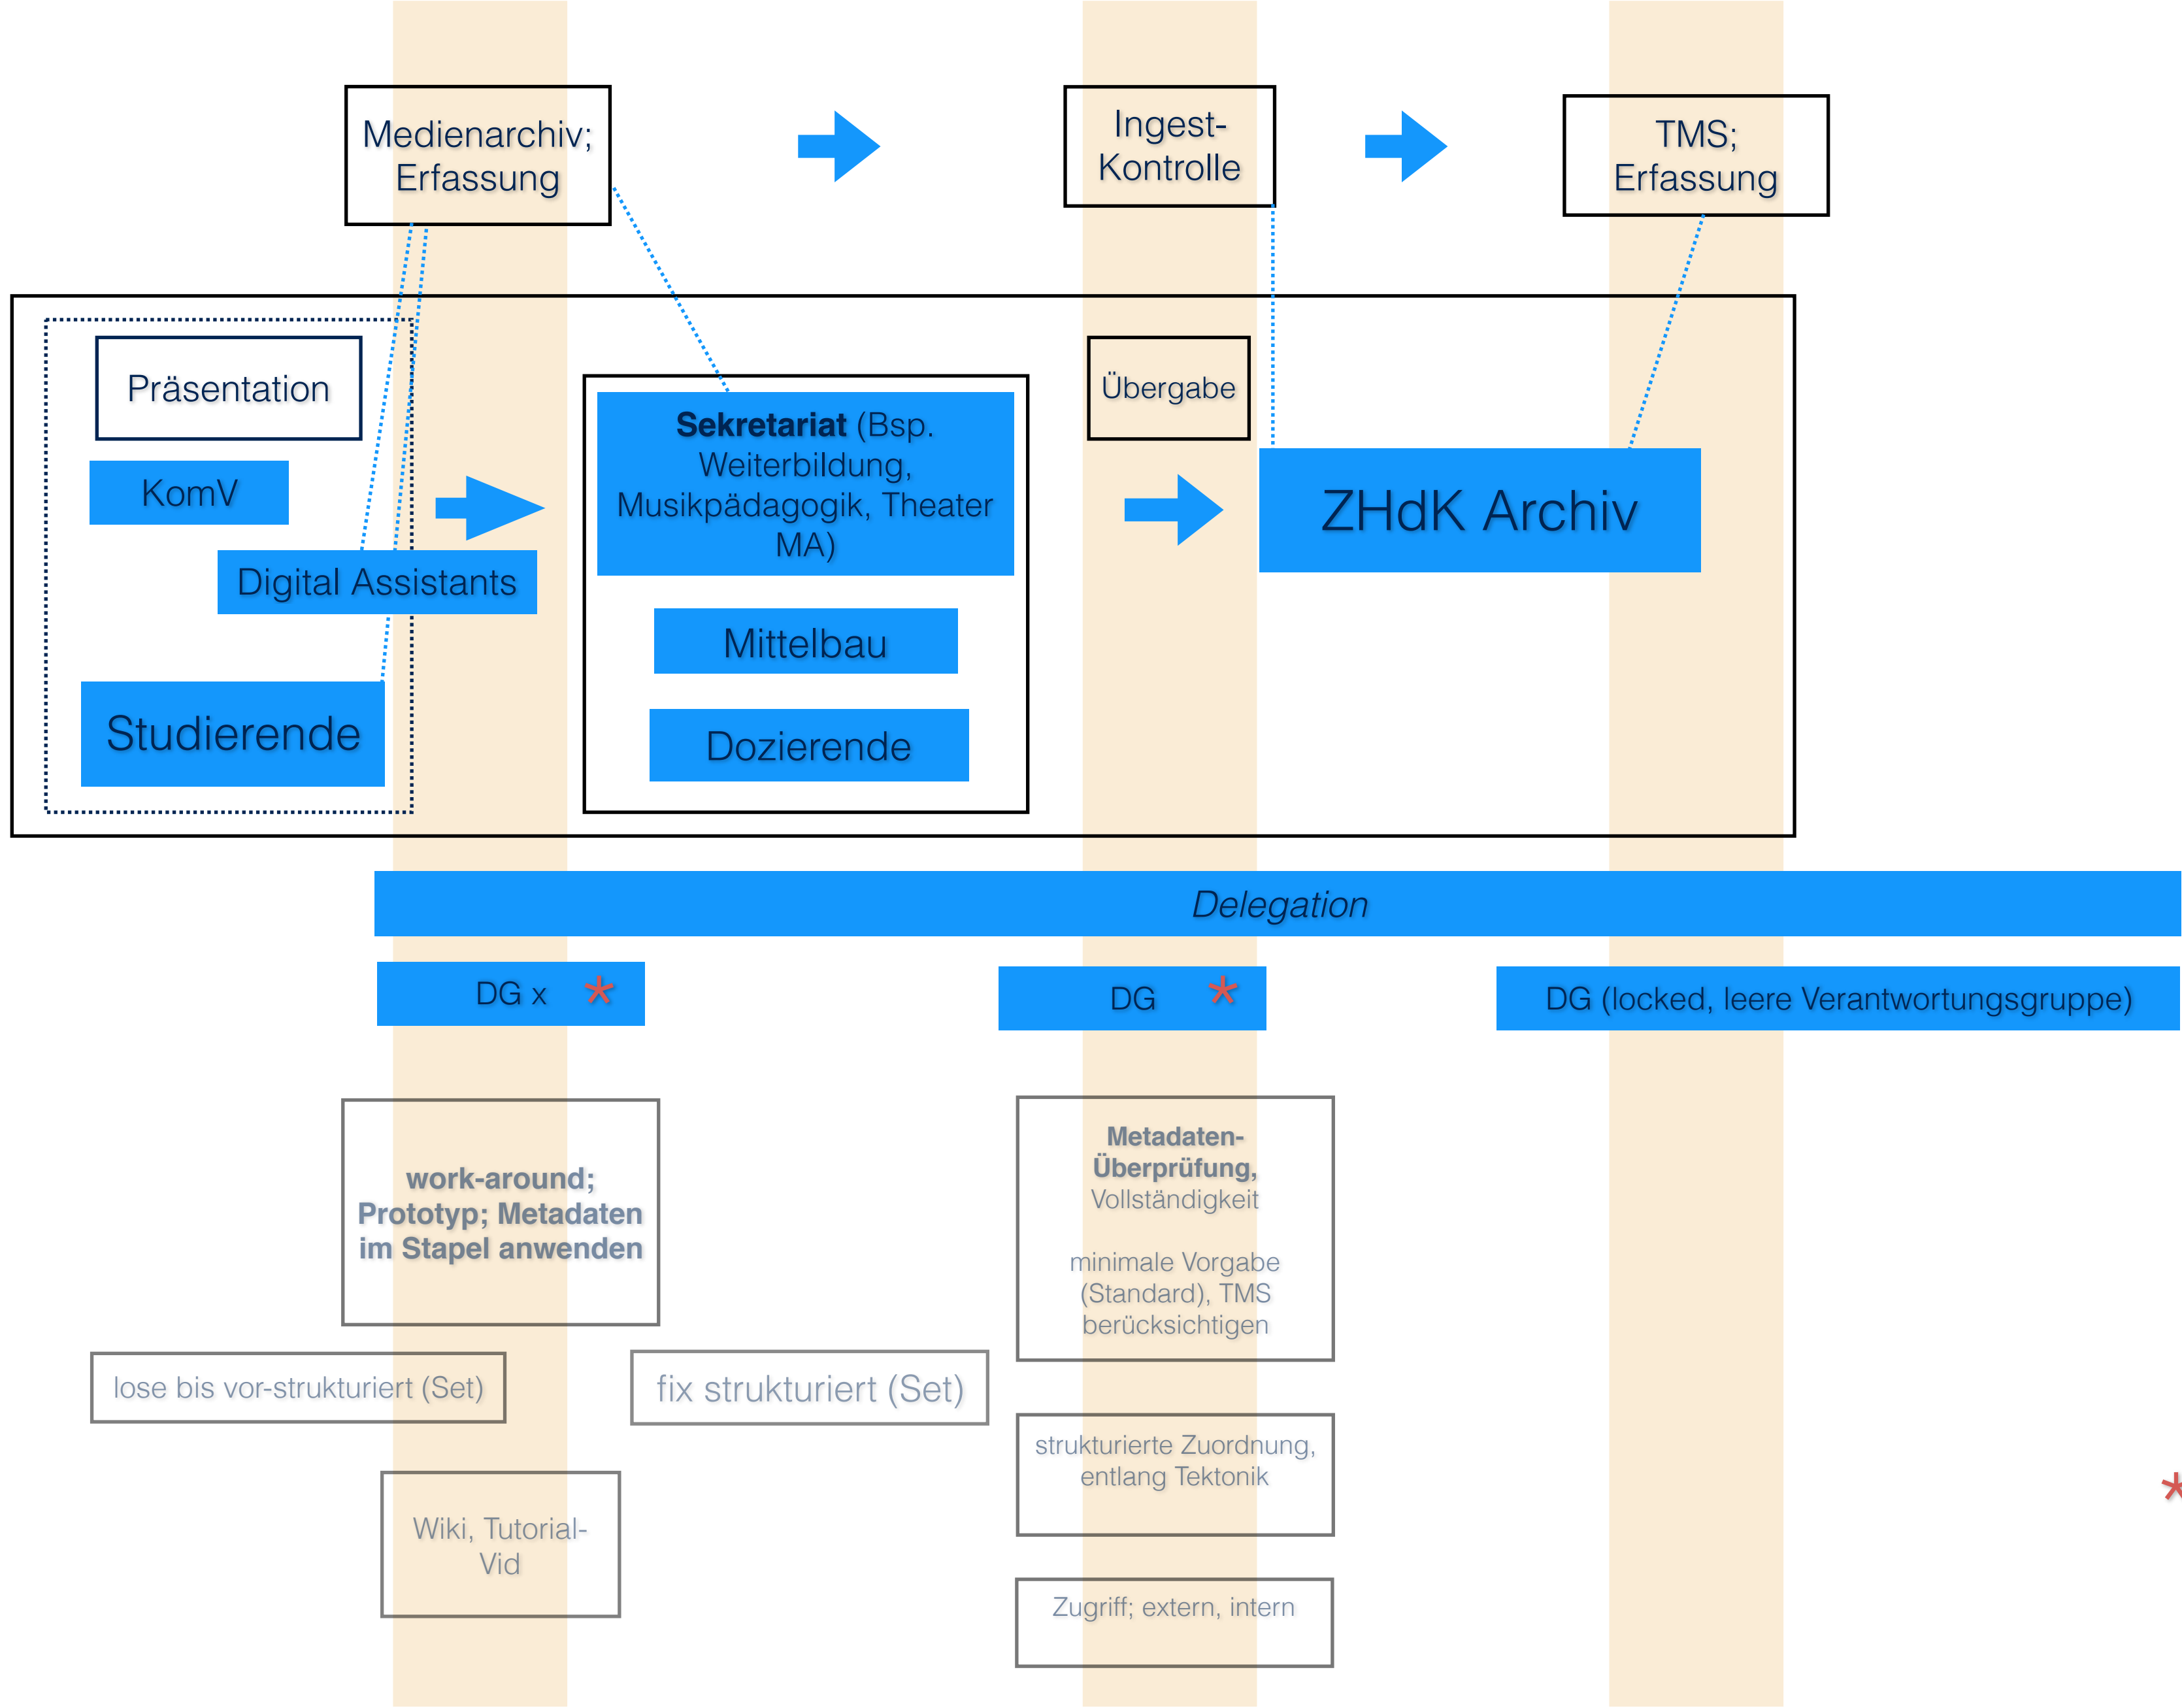 Medienarchiv;
Erfassung
Ingest-
Kontrolle
TMS;
Erfassung
Präsentation
KomV
Digital Assistants
Studierende
Sekretariat (Bsp.
Weiterbildung,
Musikpädagogik, Theater
MA)
Mittelbau
Dozierende
Übergabe
ZHdK Archiv
Delegation
DG x *
DG *
DG (locked, leere Verantwortungsgruppe)
work-around;
Prototyp; Metadaten
im Stapel anwenden
Metadaten-
Überprüfung,
Vollständigkeit
minimale Vorgabe
(Standard), TMS
berücksichtigen
lose bis vor-strukturiert (Set)
fix strukturiert (Set)
strukturierte Zuordnung,
entlang Tektonik
*
Wiki, Tutorial-
Vid
Zugriff; extern, intern